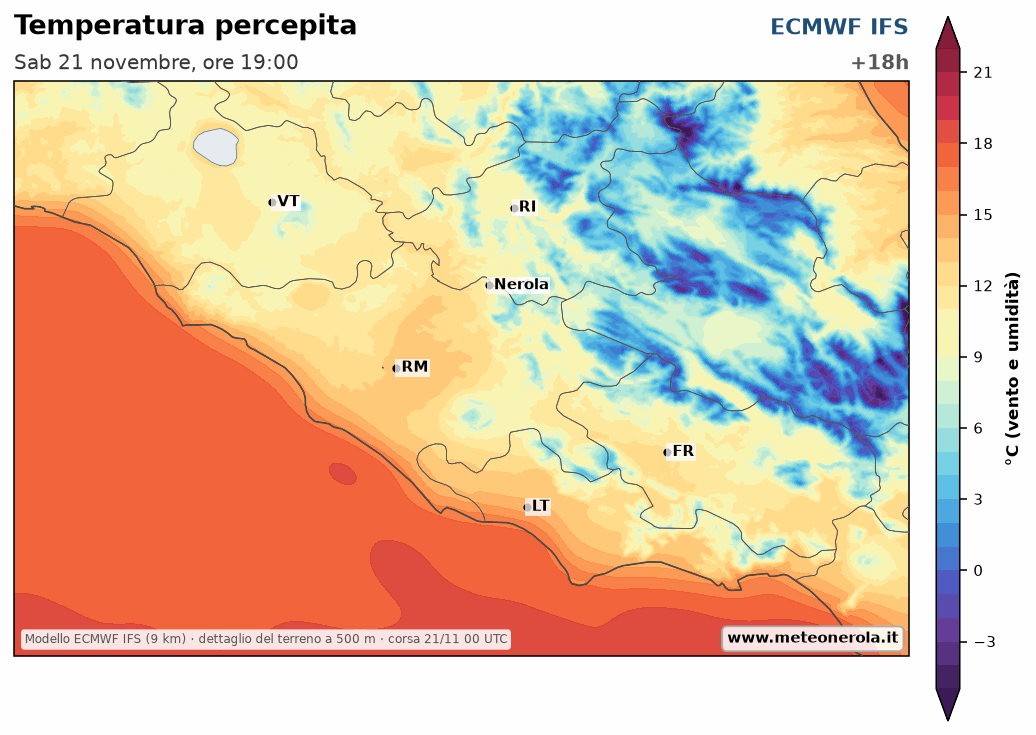 Temperatura percepita
ECMWF IFS
Sab 21 novembre, ore 19:00
+18h
21
18
15
12
9
6
3
0
−3
°C (vento e umidità)
VT
RI
Nerola
RM
FR
LT
Modello ECMWF IFS (9 km) · dettaglio del terreno a 500 m · corsa 21/11 00 UTC
www.meteonerola.it